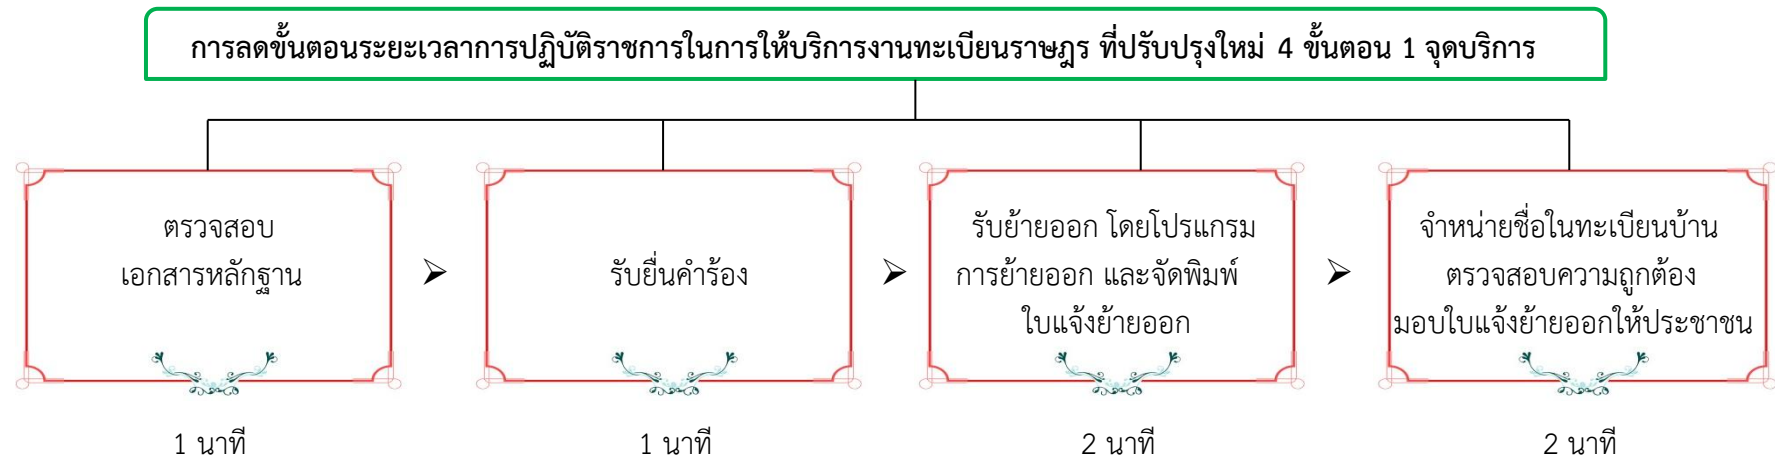 การลดขั้นตอนระยะเวลาการปฏิบัติราชการในการให้บริการงานทะเบียนราษฎร ที่ปรับปรุงใหม่ 4 ขั้นตอน 1 จุดบริการ
ตรวจสอบ
เอกสารหลักฐาน
รับยื่นคำร้อง
รับย้ายออก โดยโปรแกรม
การย้ายออก และจัดพิมพ์
ใบแจ้งย้ายออก
จำหน่ายชื่อในทะเบียนบ้าน
ตรวจสอบความถูกต้อง
มอบใบแจ้งย้ายออกให้ประชาชน
1 นาที
1 นาที
2 นาที
2 นาที